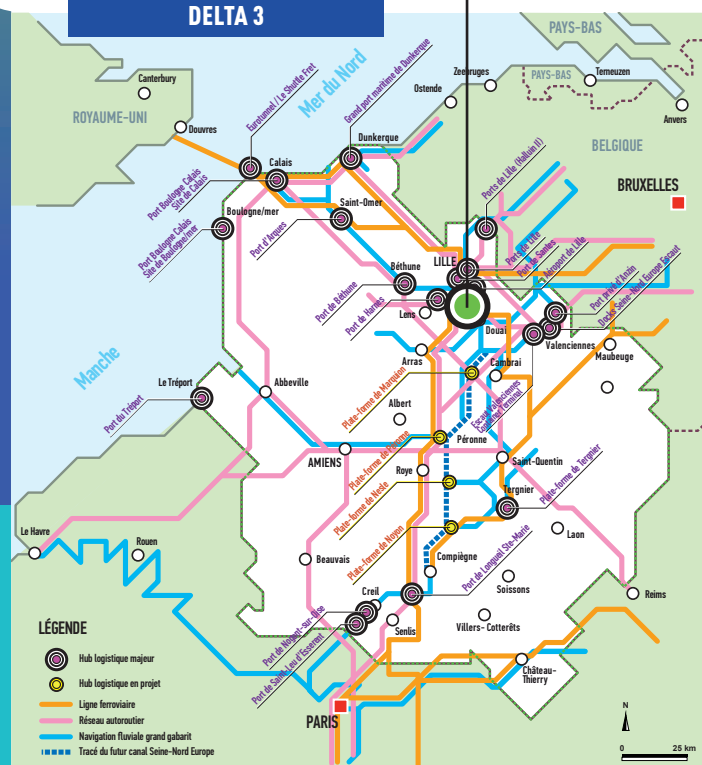 DELTA 3
PAYS-BAS
Canterbury
Mer du Nord
Zeebruges
PAYS-BAS
Terneuzen
Eurotunnel / Le Shuttle Fret
Grand port maritime de Dunkerque
Ostende
Anvers
ROYAUME-UNI
Douvres
Dunkerque
BELGIQUE
Calais
Port Boulogne Calais
Site de Calais
Ports de Lille (Halluin II)
BRUXELLES
Boulogne/mer
Saint-Omer
Port Boulogne Calais
Site de Boulogne/mer
Port d'Arques
Ports de Lille
Port de Santes
Aéroport de Lille
LILLE
Béthune
Port privé d'Anzin
Docks Seine-Nord Europe Escaut
Port de Béthune
Port de Harnes
Lens
Douai
Valenciennes
Maubeuge
Arras
Manche
Cambrai
Plate-forme de Marquion
Le Tréport
Abbeville
Port du Tréport
Albert
Escaut Valenciennes
Container Terminal
Plate-forme de Péronne
Péronne
AMIENS
Saint-Quentin
Roye
Plate-forme de Nesle
Tergnier
Plate-forme de Tergnier
Le Havre
Rouen
Plate-forme de Noyon
Laon
Beauvais
Compiègne
Port de Longueil Ste-Marie
Soissons
Creil
Reims
Port de Nogent-sur-Oise
Port de Saint-Leu d'Esserent
Senlis
Villers- Cotterêts
Château-
Thierry
PARIS
LÉGENDE
Hub logistique majeur
Hub logistique en projet
Ligne ferroviaire
Réseau autoroutier
Navigation fluviale grand gabarit
Tracé du futur canal Seine-Nord Europe
N
0 25 km